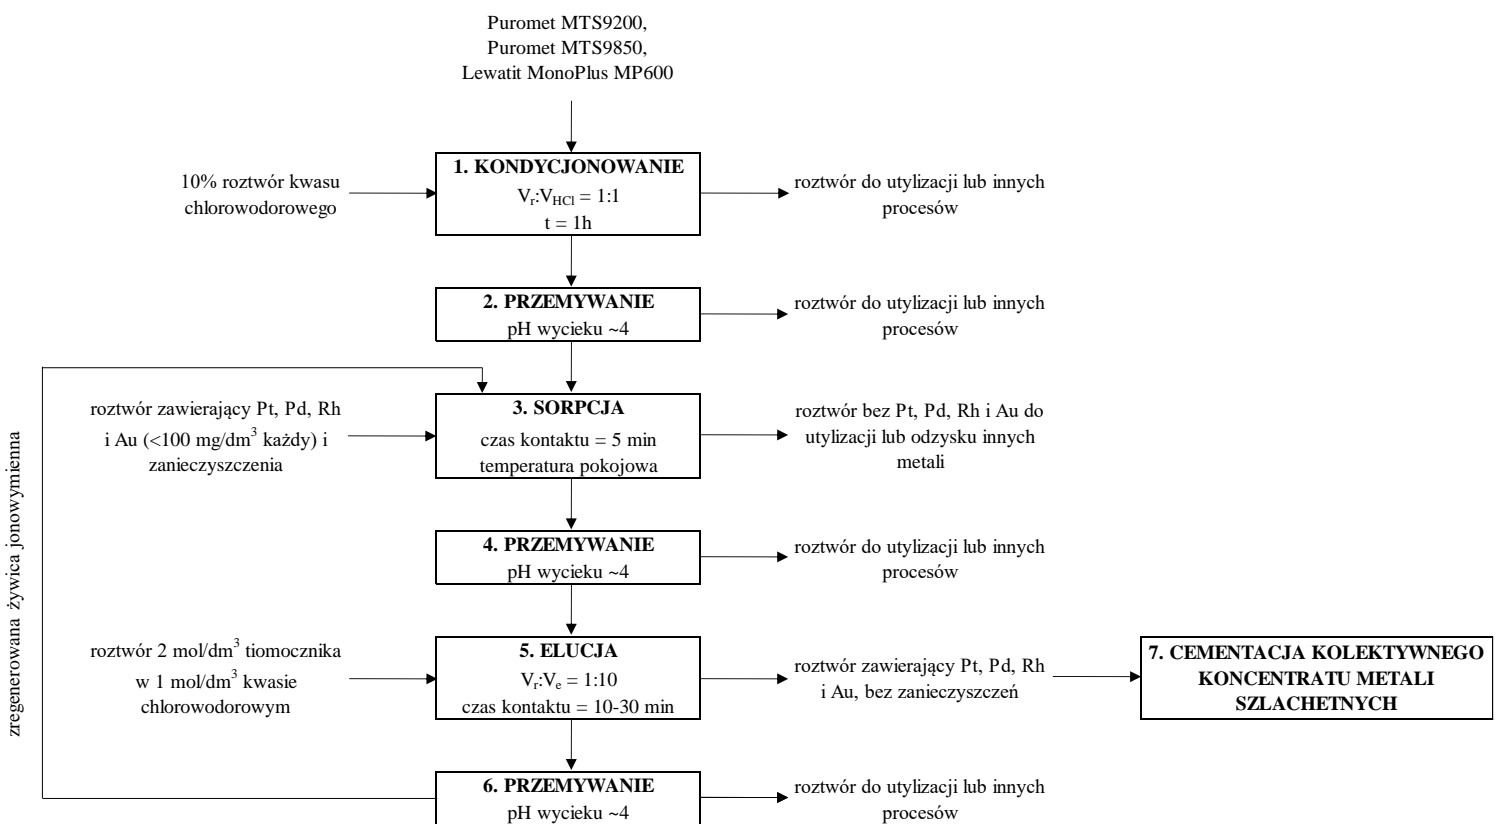 Puromet MTS9200,
Puromet MTS9850,
Lewatit MonoPlus MP600
10% roztwór kwasu
chlorowodorowego
1. KONDYCJONOWANIE
Vr:VHCl = 1:1
t = 1h
roztwór do utylizacji lub innych
procesów
2. PRZEMYWANIE
pH wycieku ~4
roztwór do utylizacji lub innych
procesów
roztwór zawierający Pt, Pd, Rh
i Au (<100 mg/dm³ każdy) i
zanieczyszczenia
3. SORPCJA
czas kontaktu = 5 min
temperatura pokojowa
roztwór bez Pt, Pd, Rh i Au do
utylizacji lub odzysku innych
metali
4. PRZEMYWANIE
pH wycieku ~4
roztwór do utylizacji lub innych
procesów
roztwór 2 mol/dm³ tiomocznika
w 1 mol/dm³ kwasie
chlorowodorowym
5. ELUCJA
Vr:Ve = 1:10
czas kontaktu = 10-30 min
roztwór zawierający Pt, Pd, Rh
i Au, bez zanieczyszczeń
7. CEMENTACJA KOLEKTYWNEGO
KONCENTRATU METALI
SZLACHETNYCH
6. PRZEMYWANIE
pH wycieku ~4
roztwór do utylizacji lub innych
procesów
zregenerowana żywica jonowymienna